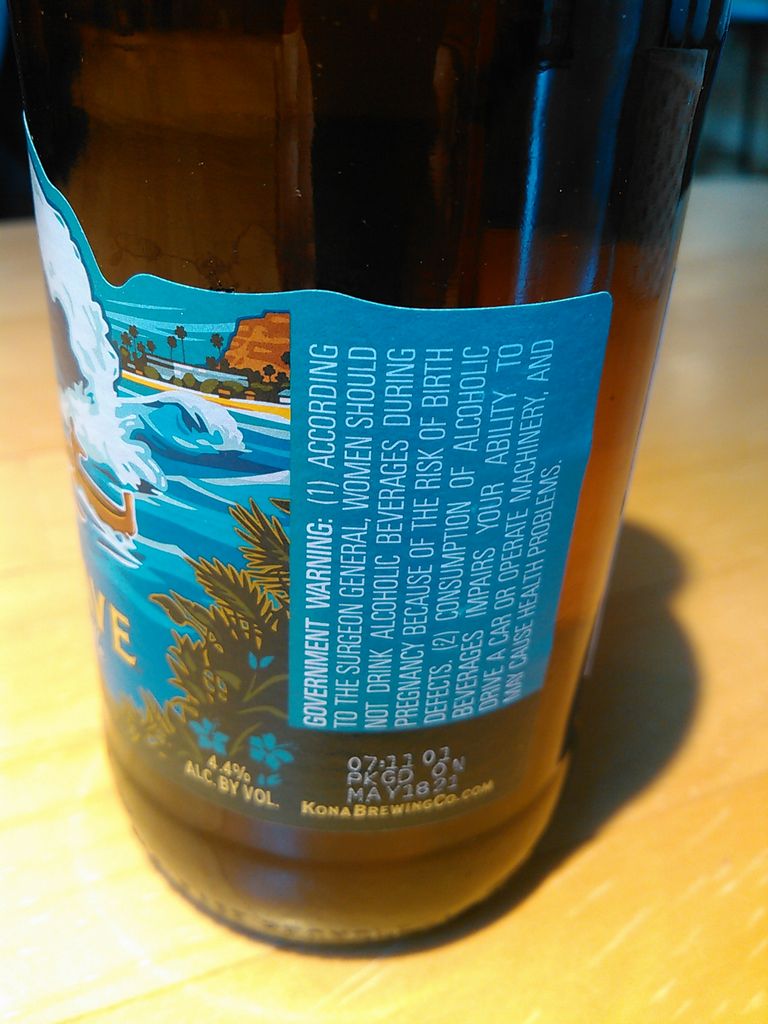 VE
GOVERNMENT WARNING: (1) ACCORDING
TO THE SURGEON GENERAL, WOMEN SHOULD
NOT DRINK ALCOHOLIC BEVERAGES DURING
PREGNANCY BECAUSE OF THE RISK OF BIRTH
DEFECTS. (2) CONSUMPTION OF ALCOHOLIC
BEVERAGES IMPAIRS YOUR ABILITY TO
DRIVE A CAR OR OPERATE MACHINERY, AND
MAY CAUSE HEALTH PROBLEMS.
4.4%
ALC. BY VOL.
07:11 01
PKGD ON
MAY1821
KONABREWINGCO.COM